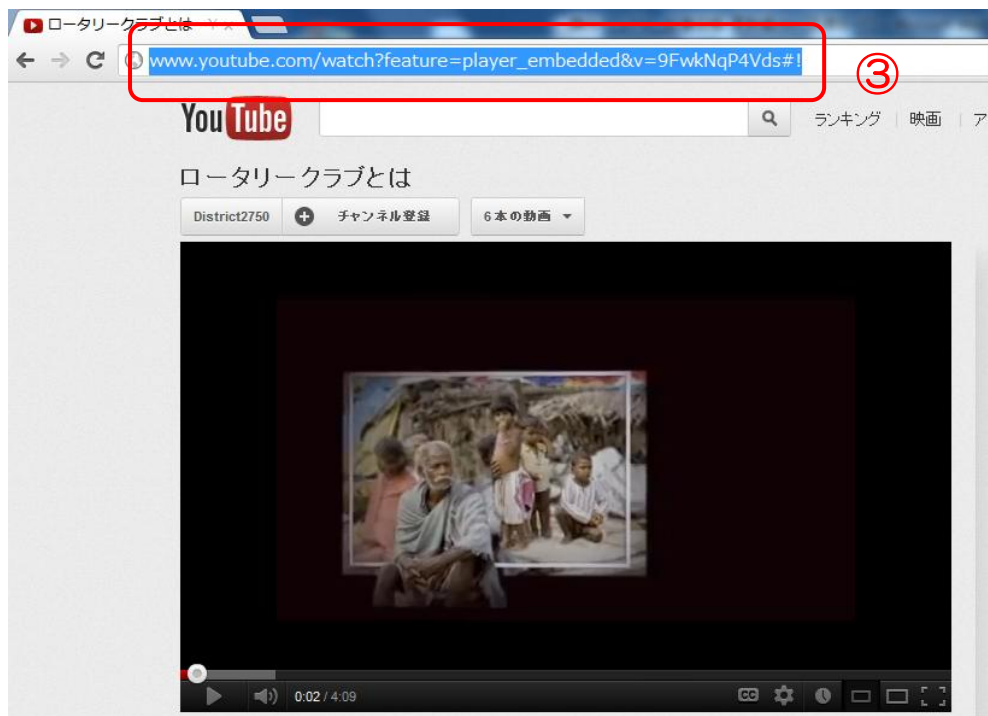 ロータリークラブとは
www.youtube.com/watch?feature=player_embedded&v=9FwkNqP4Vds#!
③
YouTube
ランキング
映画
ア
ロータリークラブとは
District2750
チャンネル登録
6本の動画
0:02 / 4:09
CC